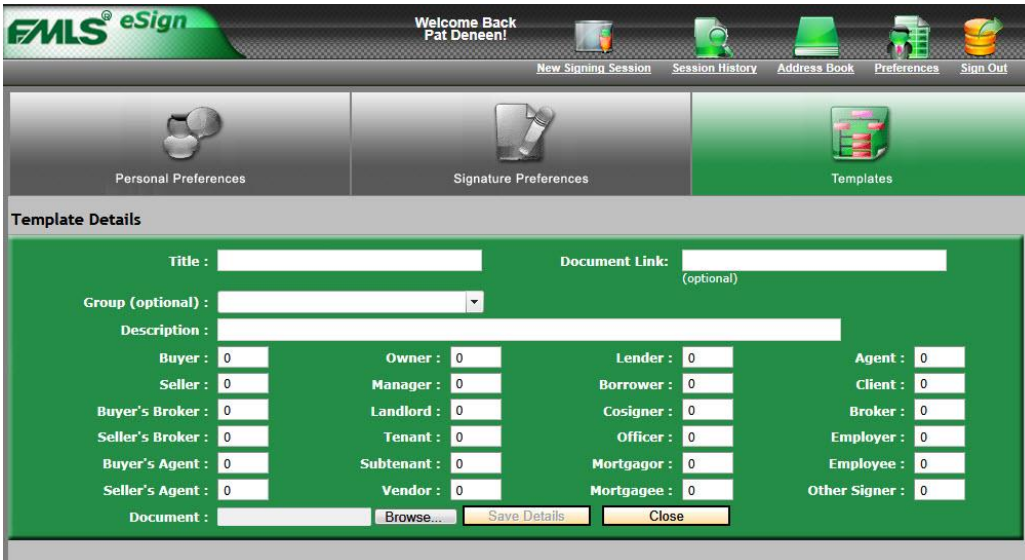 FMLS® eSign
Welcome Back
Pat Deneen!
New Signing Session Session History Address Book Preferences Sign Out
Personal Preferences Signature Preferences Templates
Template Details
Title : Document Link:
(optional)
Group (optional) :
Description :
Buyer : 0 Owner : 0 Lender : 0 Agent : 0
Seller : 0 Manager : 0 Borrower : 0 Client : 0
Buyer's Broker : 0 Landlord : 0 Cosigner : 0 Broker : 0
Seller's Broker : 0 Tenant : 0 Officer : 0 Employer : 0
Buyer's Agent : 0 Subtenant : 0 Mortgagor : 0 Employee : 0
Seller's Agent : 0 Vendor : 0 Mortgagee : 0 Other Signer : 0
Document : Browse... Save Details Close